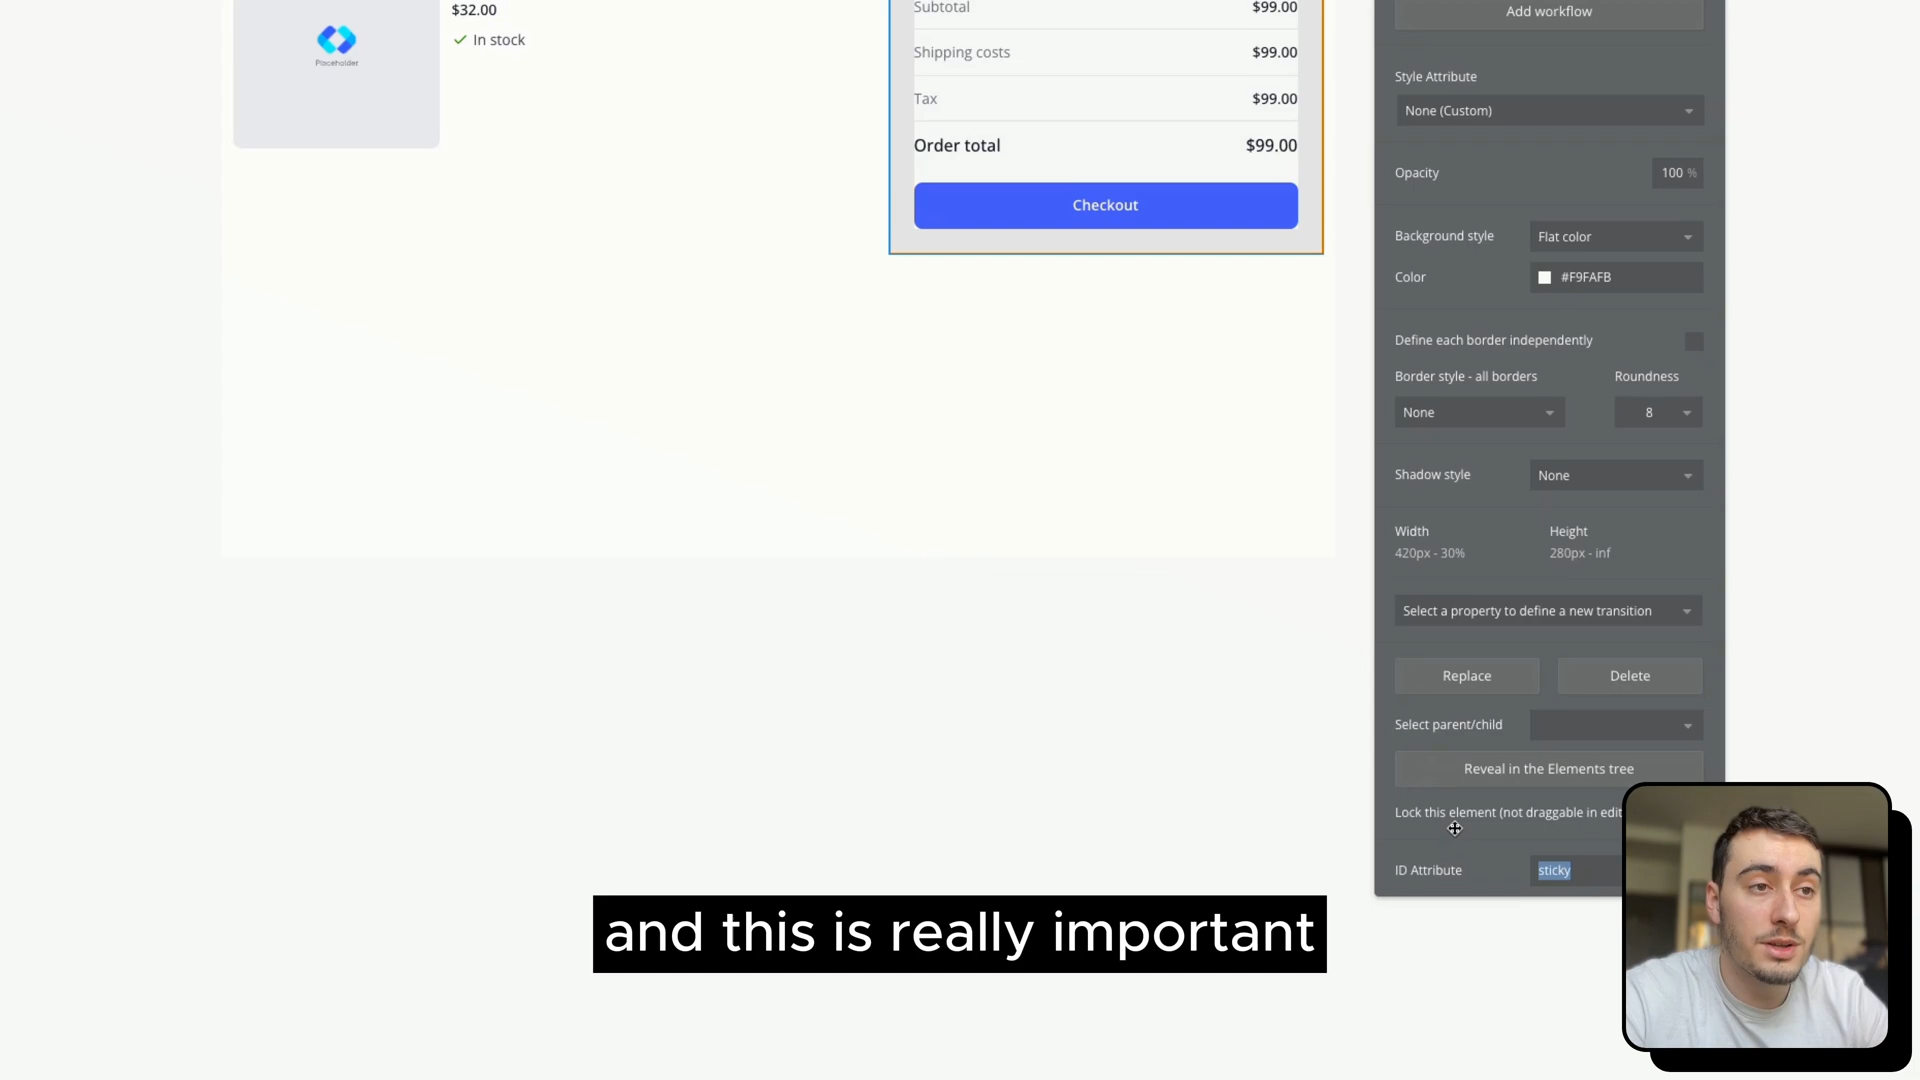 $32.00
In stock
Placeholder
Subtotal $99.00
Shipping costs $99.00
Tax $99.00
Order total $99.00
Checkout
Add workflow
Style Attribute
None (Custom)
Opacity 100 %
Background style Flat color
Color #F9FAFB
Define each border independently
Border style - all borders Roundness
None 8
Shadow style None
Width Height
420px - 30% 280px - inf
Select a property to define a new transition
Replace Delete
Select parent/child
Reveal in the Elements tree
Lock this element (not draggable in edit
ID Attribute sticky
and this is really important